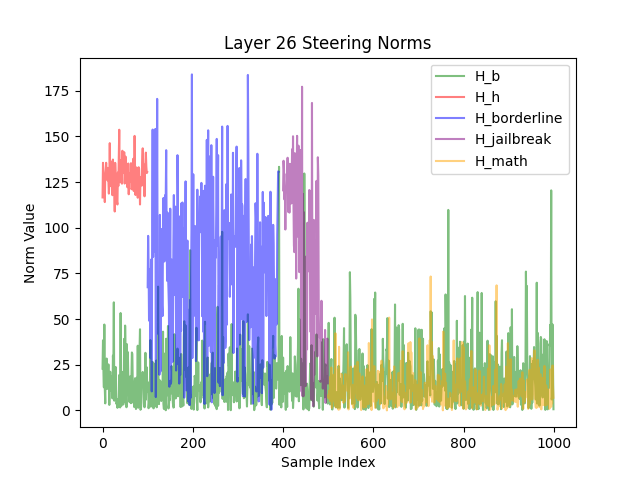 Layer 26 Steering Norms
H_b
H_h
H_borderline
H_jailbreak
H_math
Norm Value
175
150
125
100
75
50
25
0
0 200 400 600 800 1000
Sample Index